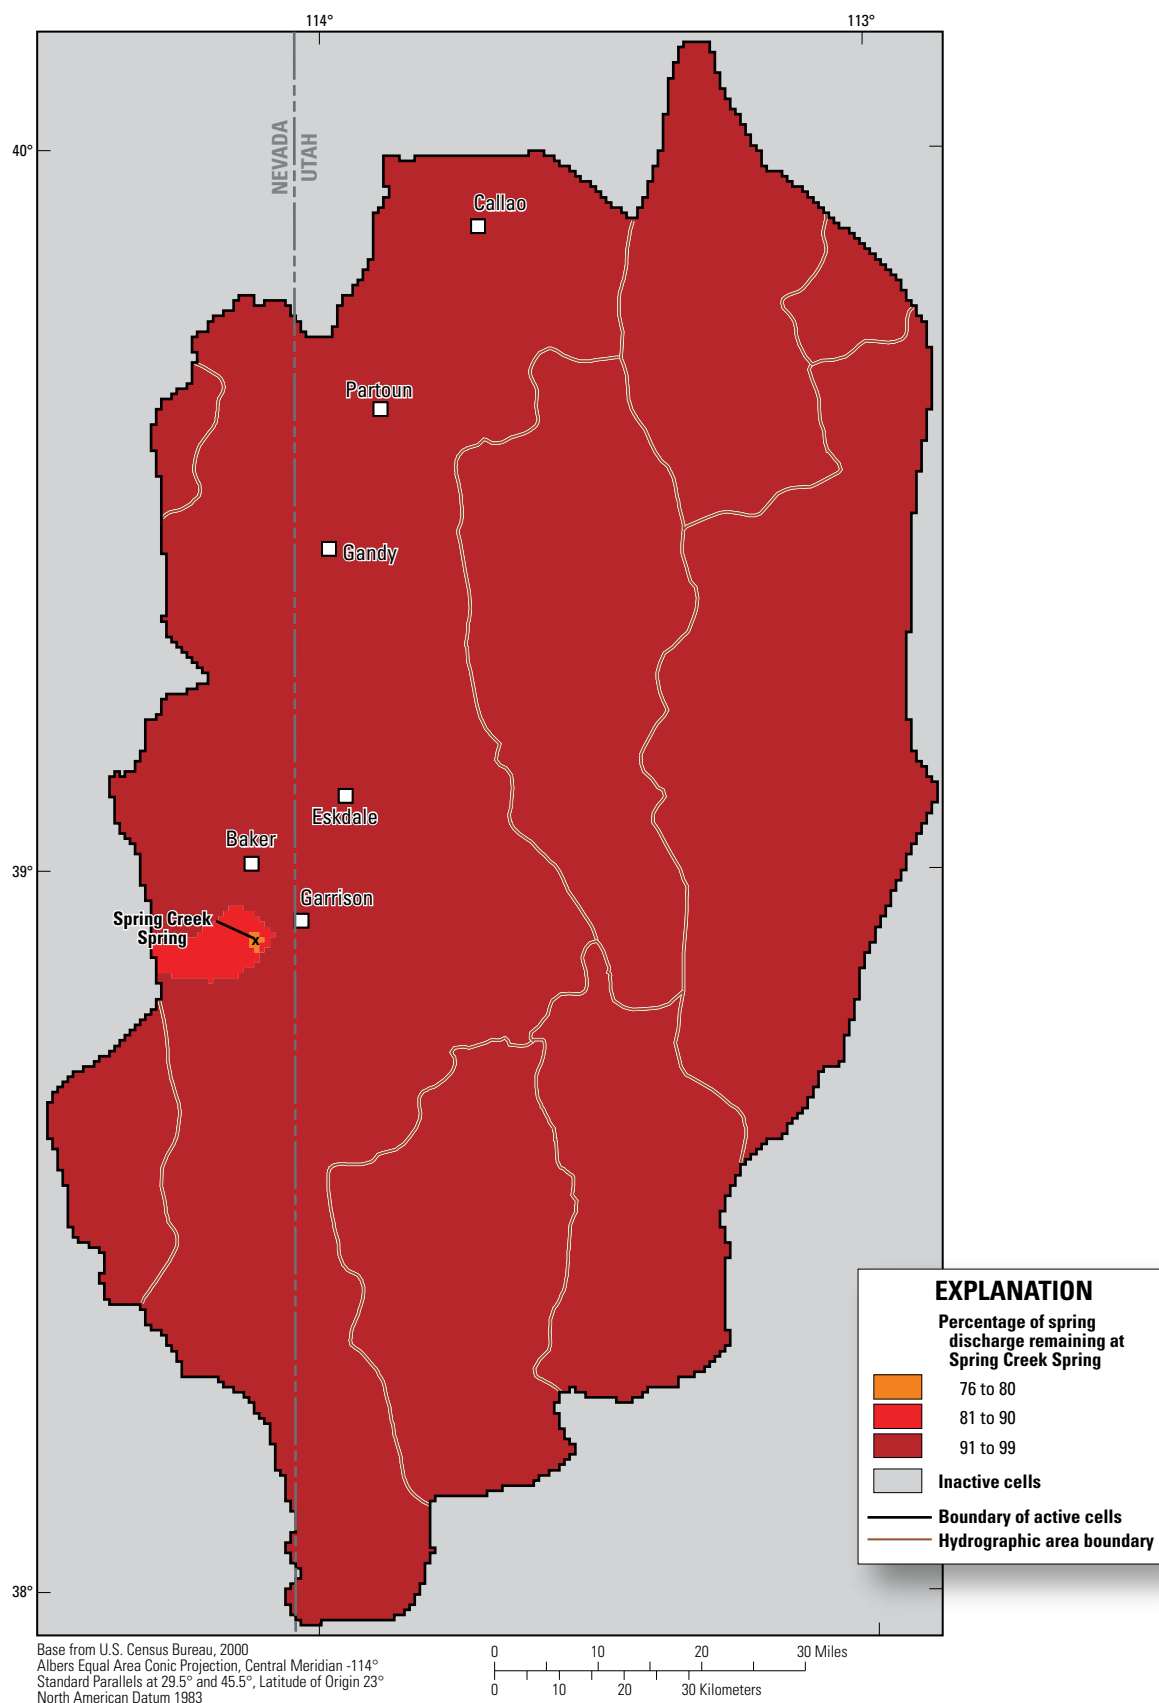 114°
113°
40°
NEVADA
UTAH
Callao
Partoun
Gandy
Eskdale
Baker
39°
Garrison
Spring Creek
Spring
EXPLANATION
Percentage of spring
discharge remaining at
Spring Creek Spring
76 to 80
81 to 90
91 to 99
Inactive cells
Boundary of active cells
Hydrographic area boundary
38°
Base from U.S. Census Bureau, 2000
Albers Equal Area Conic Projection, Central Meridian -114°
Standard Parallels at 29.5° and 45.5°, Latitude of Origin 23°
North American Datum 1983
0 10 20 30 Miles
0 10 20 30 Kilometers